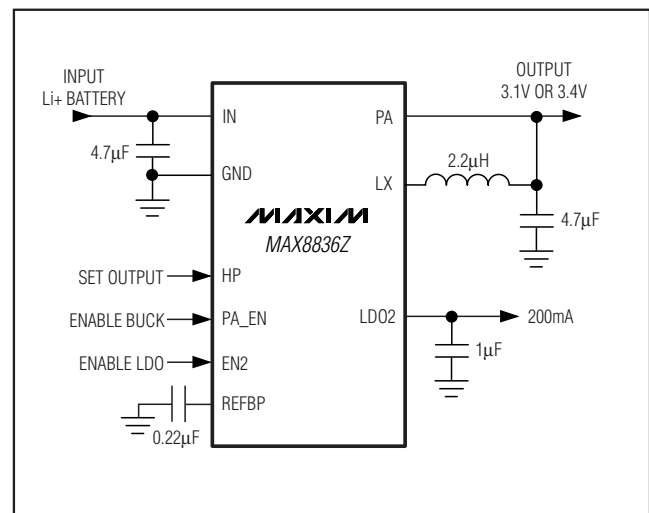 INPUT
Li+ BATTERY
OUTPUT
3.1V OR 3.4V
IN
PA
4.7μF
2.2μH
GND
LX
MAXIM
MAX8836Z
4.7μF
SET OUTPUT
HP
ENABLE BUCK
PA_EN
LDO2
200mA
ENABLE LDO
EN2
1μF
REFBP
0.22μF